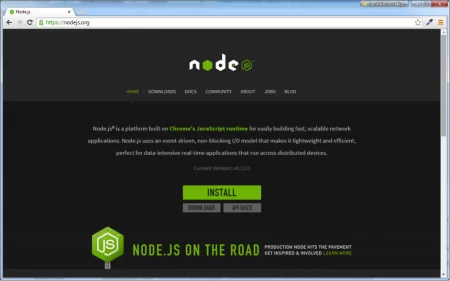 Node.js
https://nodejs.org
node
JS
HOME DOWNLOADS DOCS COMMUNITY ABOUT JOBS BLOG
Node.js® is a platform built on Chrome's JavaScript runtime for easily building fast, scalable network
applications. Node.js uses an event-driven, non-blocking I/O model that makes it lightweight and efficient,
perfect for data-intensive real-time applications that run across distributed devices.
Current Version: v0.12.0
INSTALL
DOWNLOADS API DOCS
JS
NODE.JS ON THE ROAD
PRODUCTION NODE HITS THE PAVEMENT
GET INSPIRED & INVOLVED LEARN MORE